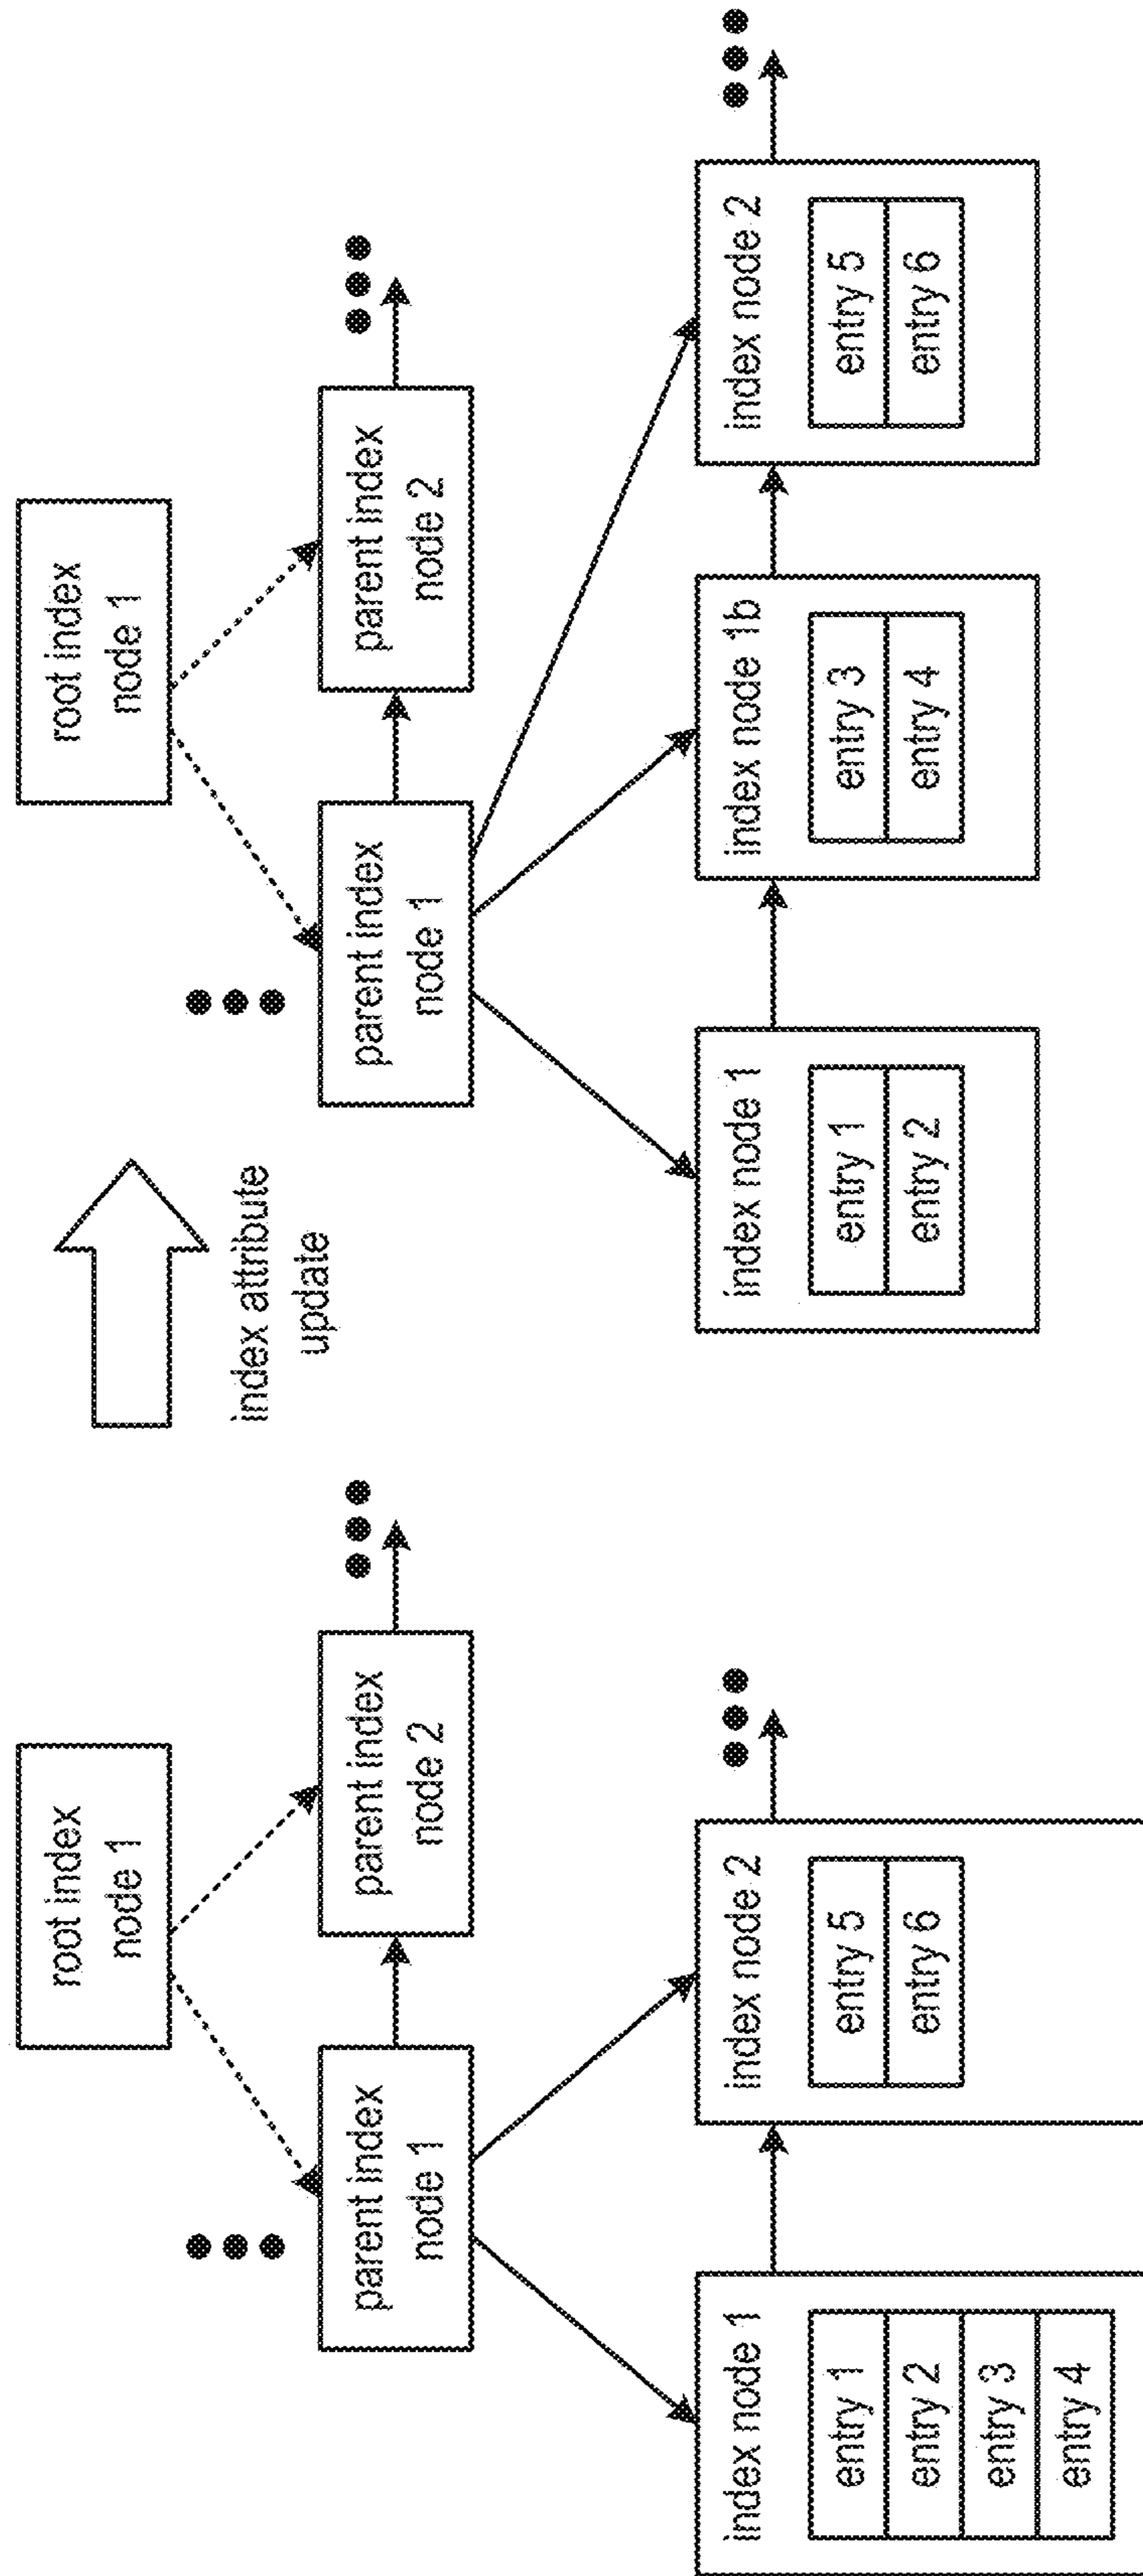 root index
node 1
parent index
node 1
parent index
node 2
index node 1
entry 1
entry 2
entry 3
entry 4
index node 2
entry 5
entry 6
index attribute
update
root index
node 1
parent index
node 1
parent index
node 2
index node 1
entry 1
entry 2
index node 1b
entry 3
entry 4
index node 2
entry 5
entry 6